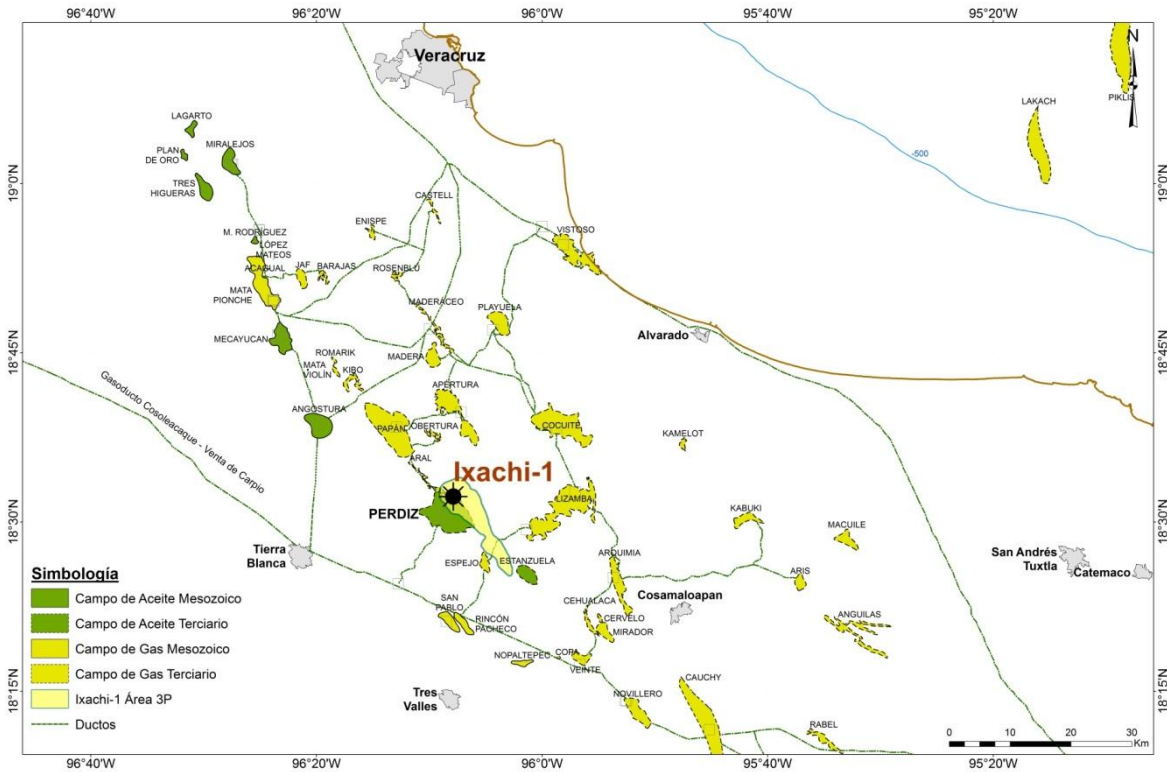 96°40'W
96°20'W
96°0'W
95°40'W
95°20'W
Veracruz
N
PIKLIS
LAKACH
-500
LAGARTO
PLAN
DE ORO
MIRALEJOS
TRES
HIGUERAS
19°0'N
19°0'N
M. RODRÍGUEZ
LÓPEZ
MATEOS
ACAGUAL
MATA
PIONCHE
JAF
BARAJAS
ENISPE
CASTELL
ROSENBLÚ
VISTOSO
MADERÁCEO
PLAYUELA
MECAYUCAN
ROMARIK
MATA
VIOLÍN
KIBO
MADERA
Alvarado
18°45'N
18°45'N
Gasoducto Cosoleacaque - Venta de Carpio
ANGOSTURA
APERTURA
PAPÁN
OBERTURA
COCUITE
KAMELOT
ARAL
Ixachi-1
PERDIZ
LIZAMBA
KABUKI
MACUILE
18°30'N
18°30'N
Tierra
Blanca
ESPEJO
ESTANZUELA
ARQUIMIA
ARIS
San Andrés
Tuxtla
Catemaco
Cosamaloapan
CEHUALACA
CERVELO
MIRADOR
ANGUILAS
SAN
PABLO
RINCÓN
PACHECO
NOPALTEPEC
COPA
VEINTE
NOVILLERO
CAUCHY
RABEL
Tres
Valles
18°15'N
18°15'N
Simbología
Campo de Aceite Mesozoico
Campo de Aceite Terciario
Campo de Gas Mesozoico
Campo de Gas Terciario
Ixachi-1 Área 3P
Ductos
0
10
20
30
Km
96°40'W
96°20'W
96°0'W
95°40'W
95°20'W